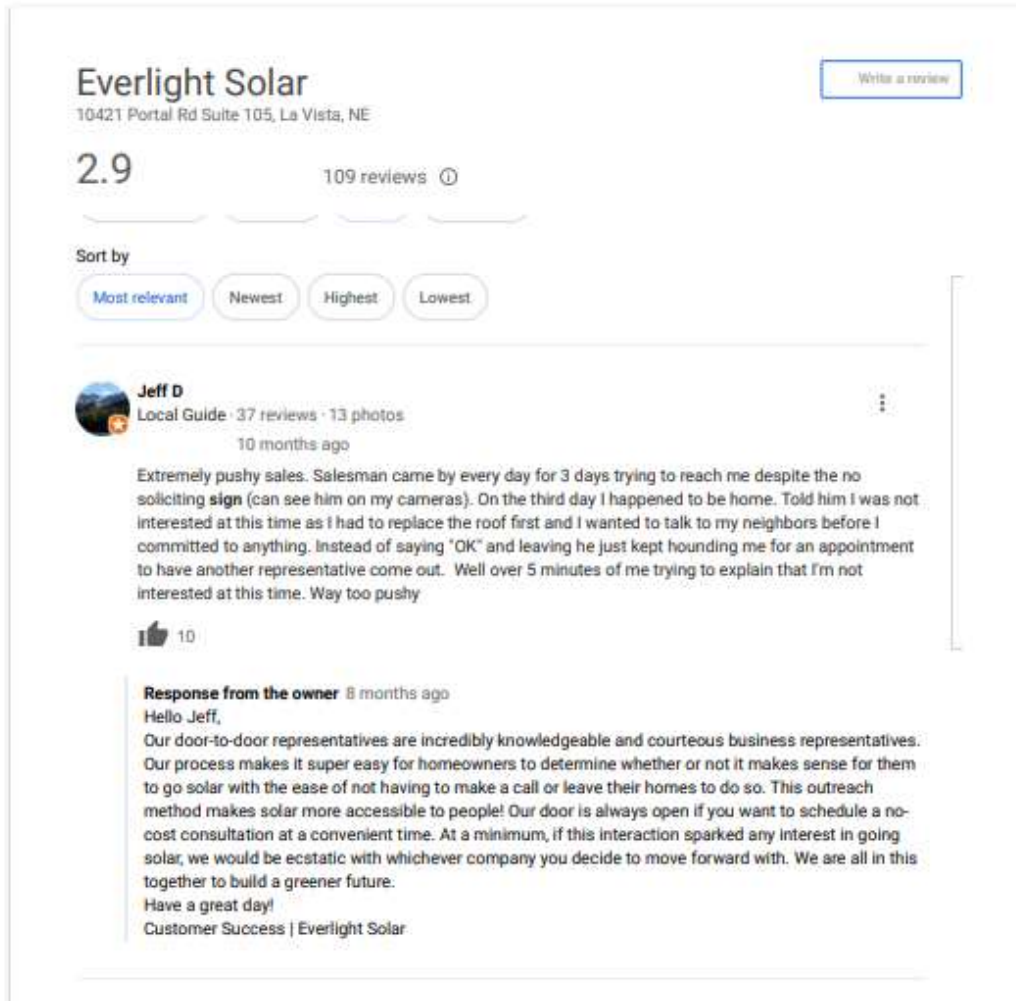 Everlight Solar
Write a review
10421 Portal Rd Suite 105, La Vista, NE
2.9
109 reviews
Sort by
Most relevant
Newest
Highest
Lowest
Jeff D
Local Guide · 37 reviews · 13 photos
10 months ago
Extremely pushy sales. Salesman came by every day for 3 days trying to reach me despite the no
soliciting sign (can see him on my cameras). On the third day I happened to be home. Told him I was not
interested at this time as I had to replace the roof first and I wanted to talk to my neighbors before I
committed to anything. Instead of saying "OK" and leaving he just kept hounding me for an appointment
to have another representative come out.  Well over 5 minutes of me trying to explain that I'm not
interested at this time. Way too pushy
10
Response from the owner 8 months ago
Hello Jeff,
Our door-to-door representatives are incredibly knowledgeable and courteous business representatives.
Our process makes it super easy for homeowners to determine whether or not it makes sense for them
to go solar with the ease of not having to make a call or leave their homes to do so. This outreach
method makes solar more accessible to people! Our door is always open if you want to schedule a no-
cost consultation at a convenient time. At a minimum, if this interaction sparked any interest in going
solar, we would be ecstatic with whichever company you decide to move forward with. We are all in this
together to build a greener future.
Have a great day!
Customer Success | Everlight Solar